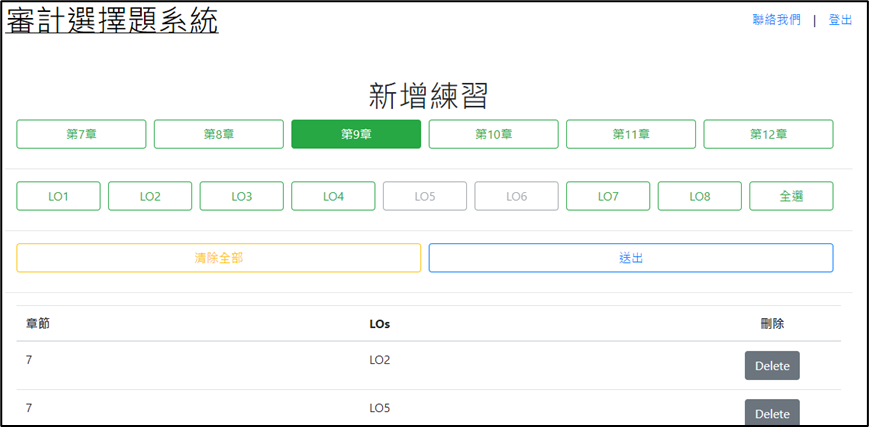 審計選擇題系統
聯絡我們 | 登出
新增練習
第7章 第8章 第9章 第10章 第11章 第12章
LO1 LO2 LO3 LO4 LO5 LO6 LO7 LO8 全選
清除全部 送出
章節 LOs 刪除
7 LO2 Delete
7 LO5 Delete